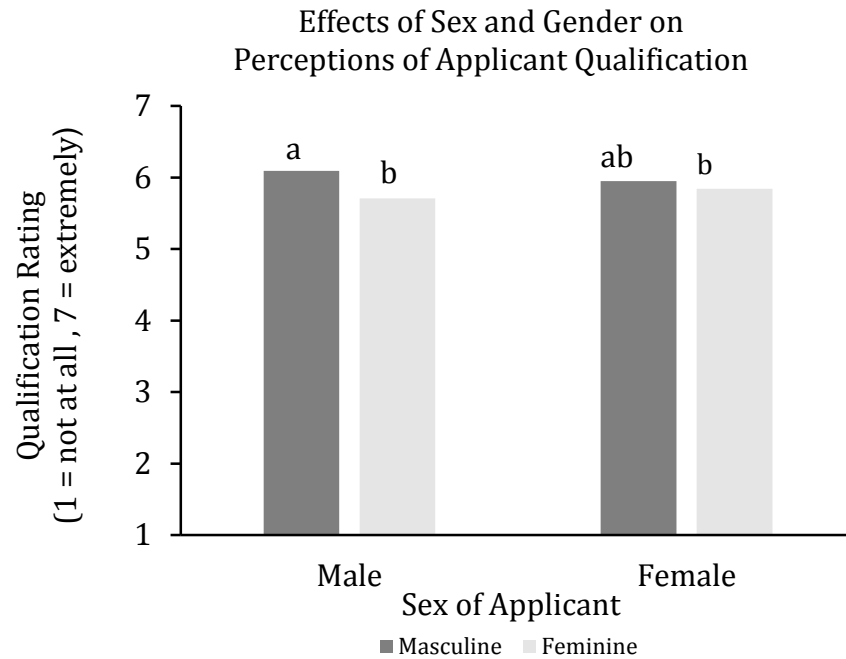 Effects of Sex and Gender on
Perceptions of Applicant Qualification
Qualification Rating
(1 = not at all , 7 = extremely)
7
6
5
4
3
2
1
a
b
ab
b
Male
Female
Sex of Applicant
Masculine
Feminine